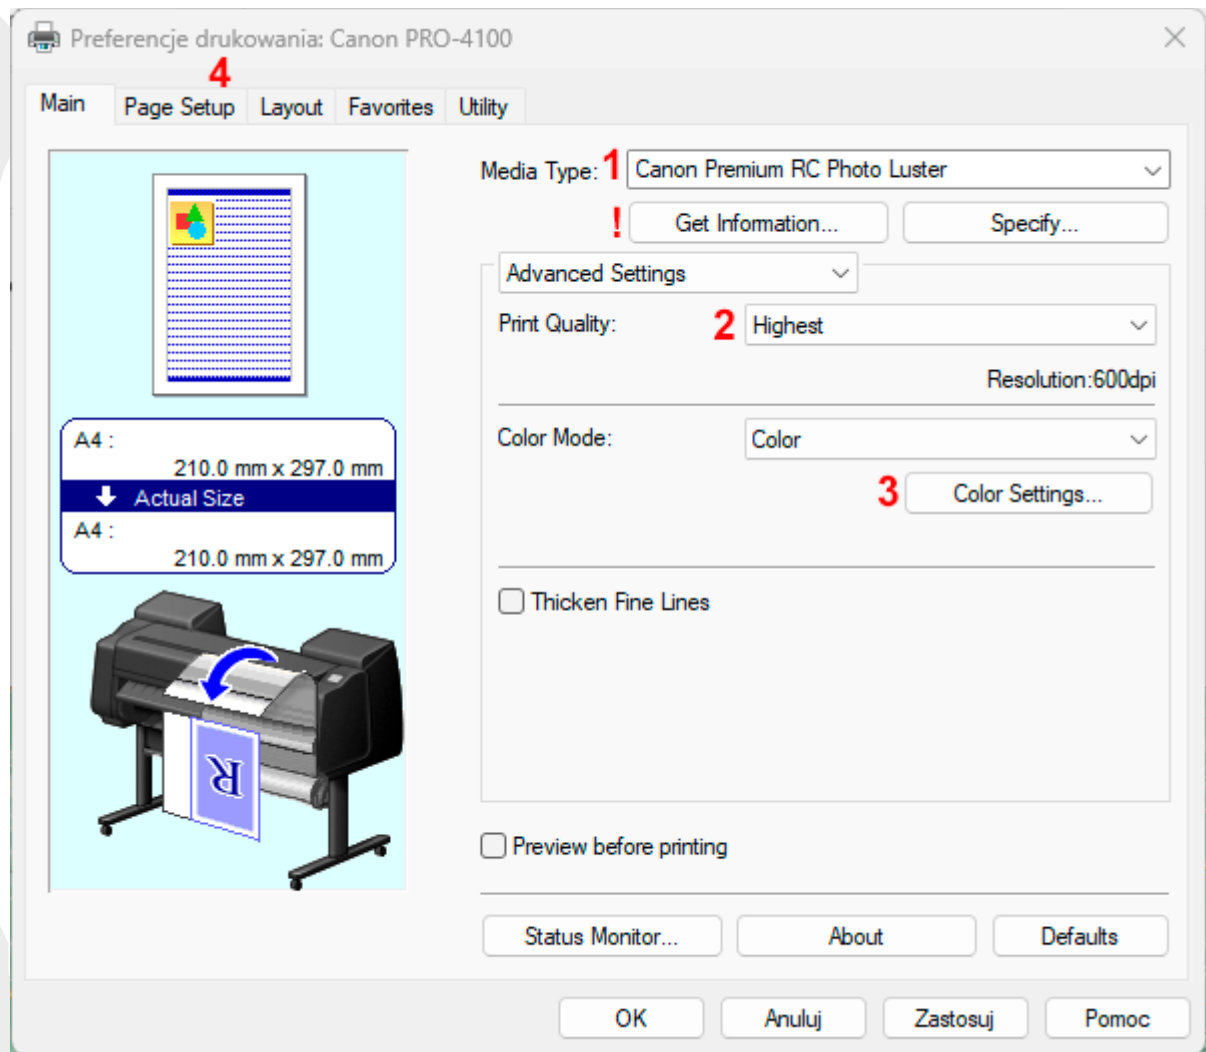 Preferencje drukowania: Canon PRO-4100
4
Main Page Setup Layout Favorites Utility
Media Type: 1 Canon Premium RC Photo Luster
! Get Information... Specify...
Advanced Settings
Print Quality: 2 Highest
Resolution:600dpi
Color Mode: Color
3 Color Settings...
A4 :
210.0 mm x 297.0 mm
Actual Size
A4 :
210.0 mm x 297.0 mm
Thicken Fine Lines
R
Preview before printing
Status Monitor... About Defaults
OK Anuluj Zastosuj Pomoc